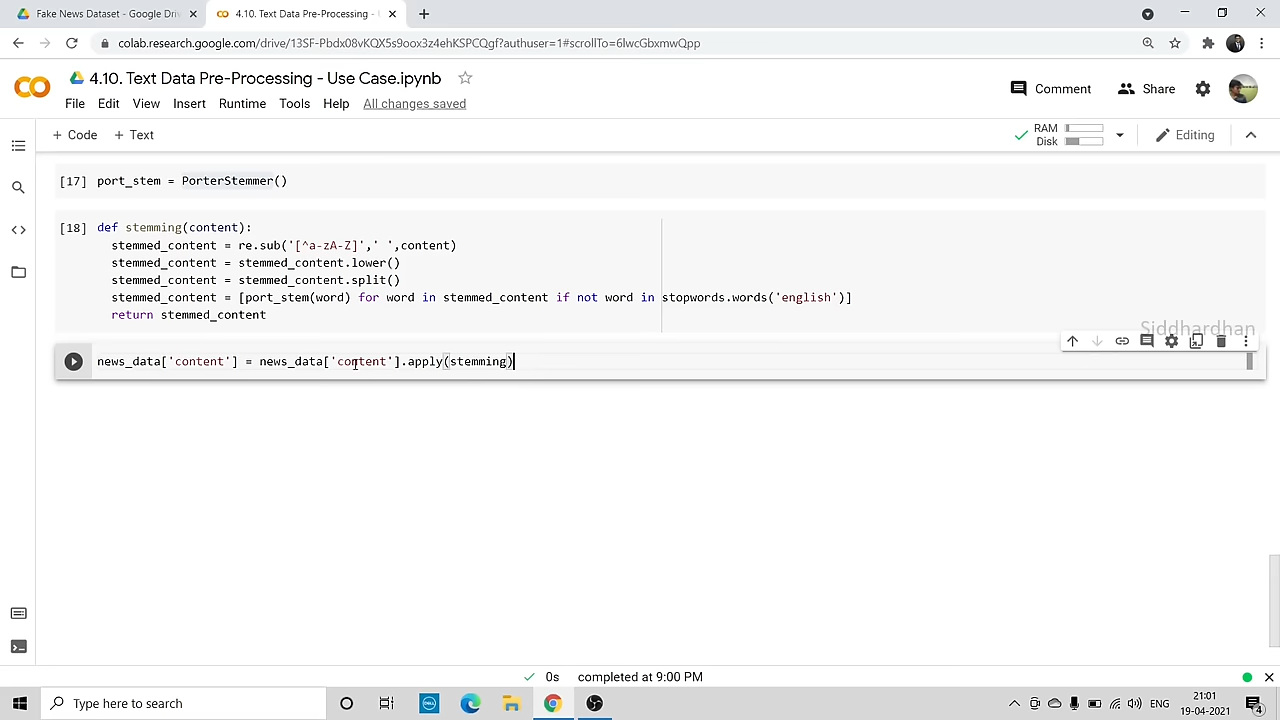 Fake News Dataset - Google Dri
4.10. Text Data Pre-Processing -
colab.research.google.com/drive/13SF-Pbdx08vKQX5s9oox3z4ehKSPCQgf?authuser=1#scrollTo=6lwcGbxmwQpp
4.10. Text Data Pre-Processing - Use Case.ipynb
Comment
Share
File Edit View Insert Runtime Tools Help All changes saved
+ Code + Text
RAM
Disk
Editing
[17] port_stem = PorterStemmer()
[18] def stemming(content):
stemmed_content = re.sub('[^a-zA-Z]',' ',content)
stemmed_content = stemmed_content.lower()
stemmed_content = stemmed_content.split()
stemmed_content = [port_stem(word) for word in stemmed_content if not word in stopwords.words('english')]
return stemmed_content
Siddhardhan
news_data['content'] = news_data['content'].apply(stemming)
0s completed at 9:00 PM
Type here to search
DELL
ENG
21:01
19-04-2021
4